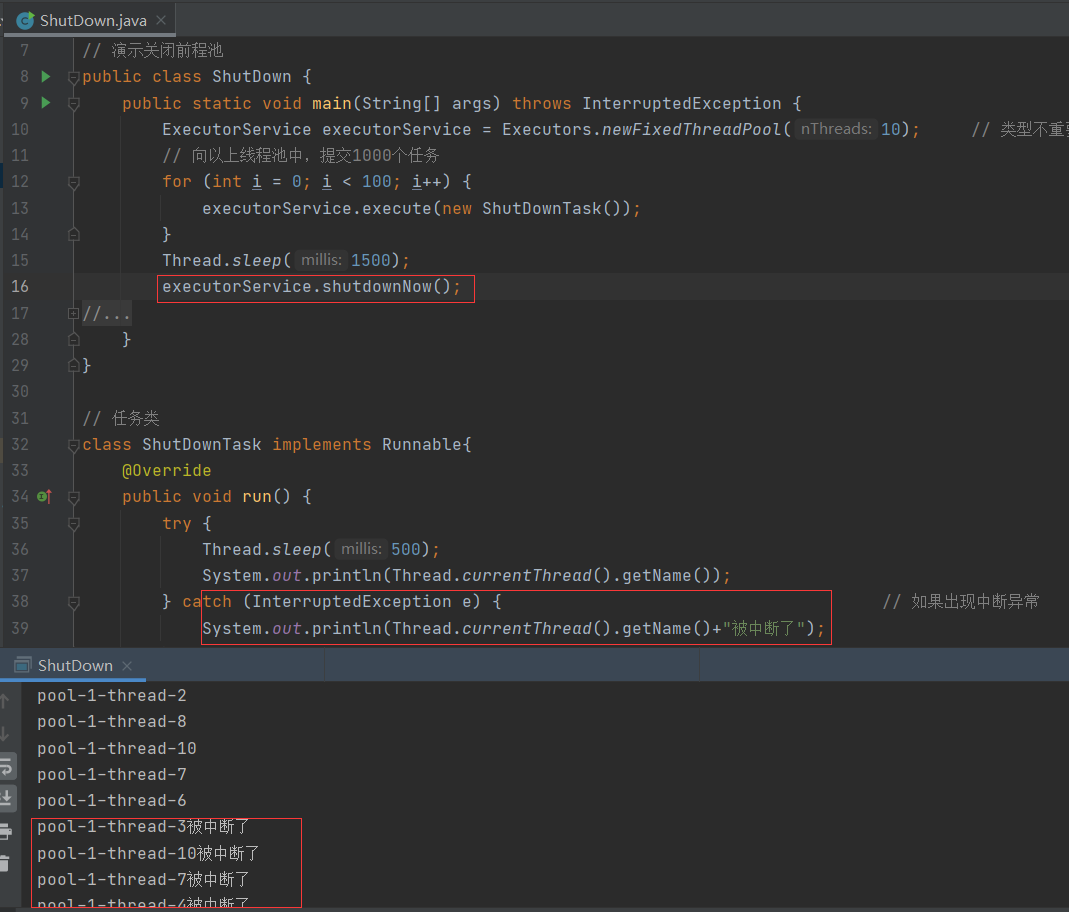 ShutDown.java
7 // 演示关闭前程池
8 public class ShutDown {
9 public static void main(String[] args) throws InterruptedException {
10 ExecutorService executorService = Executors.newFixedThreadPool( nThreads: 10); // 类型不重要
11 // 向以上线程池中，提交1000个任务
12 for (int i = 0; i < 100; i++) {
13 executorService.execute(new ShutDownTask());
14 }
15 Thread.sleep( millis: 1500);
16 executorService.shutdownNow();
17 //...
28 }
29 }
30
31 // 任务类
32 class ShutDownTask implements Runnable{
33 @Override
34 public void run() {
35 try {
36 Thread.sleep( millis: 500);
37 System.out.println(Thread.currentThread().getName());
38 } catch (InterruptedException e) { // 如果出现中断异常
39 System.out.println(Thread.currentThread().getName()+"被中断了");
ShutDown
pool-1-thread-2
pool-1-thread-8
pool-1-thread-10
pool-1-thread-7
pool-1-thread-6
pool-1-thread-3被中断了
pool-1-thread-10被中断了
pool-1-thread-7被中断了
pool-1-thread-4被中断了